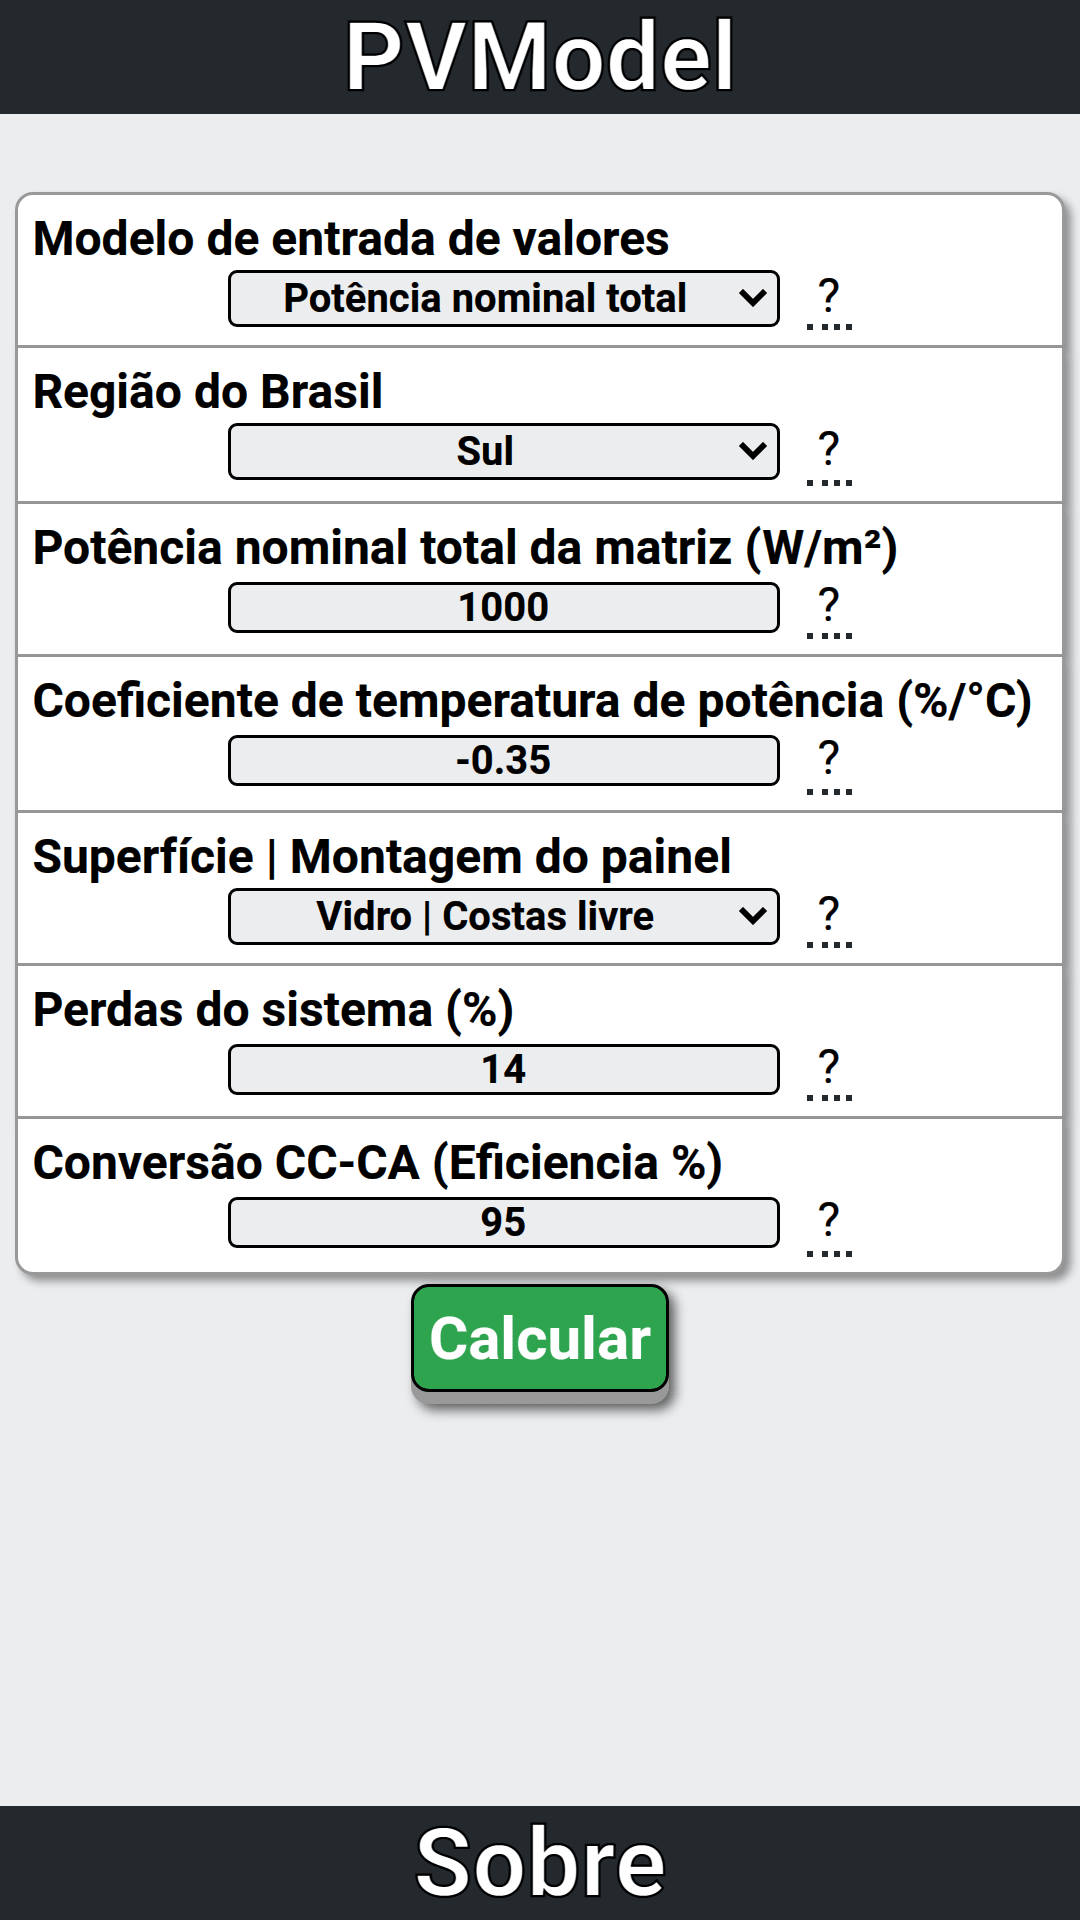 PVModel
Modelo de entrada de valores
Potência nominal total ?
Região do Brasil
Sul ?
Potência nominal total da matriz (W/m²)
1000 ?
Coeficiente de temperatura de potência (%/°C)
-0.35 ?
Superfície | Montagem do painel
Vidro | Costas livre ?
Perdas do sistema (%)
14 ?
Conversão CC-CA (Eficiencia %)
95 ?
Calcular
Sobre